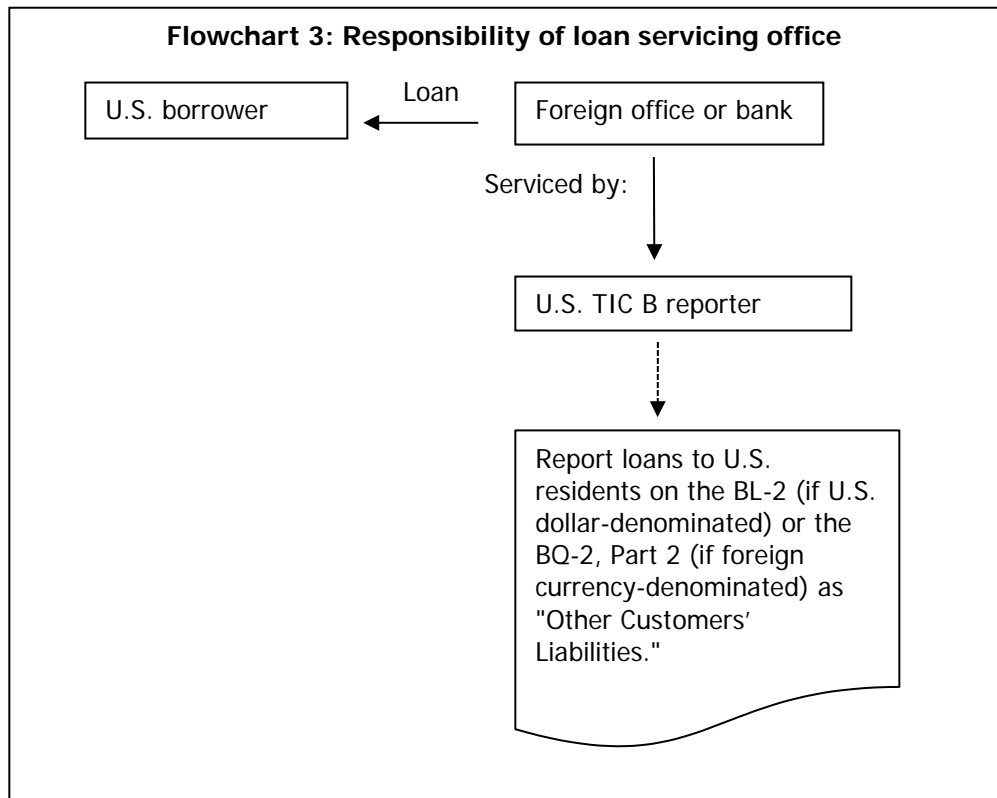 Flowchart 3: Responsibility of loan servicing office
Loan
U.S. borrower
Foreign office or bank
Serviced by:
U.S. TIC B reporter
Report loans to U.S.
residents on the BL-2 (if U.S.
dollar-denominated) or the
BQ-2, Part 2 (if foreign
currency-denominated) as
"Other Customers’
Liabilities."